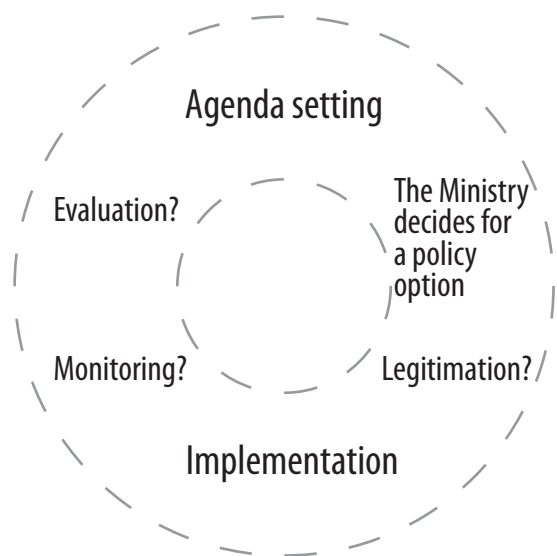 Agenda setting
Evaluation?
The Ministry
decides for
a policy
option
Monitoring?
Legitimation?
Implementation